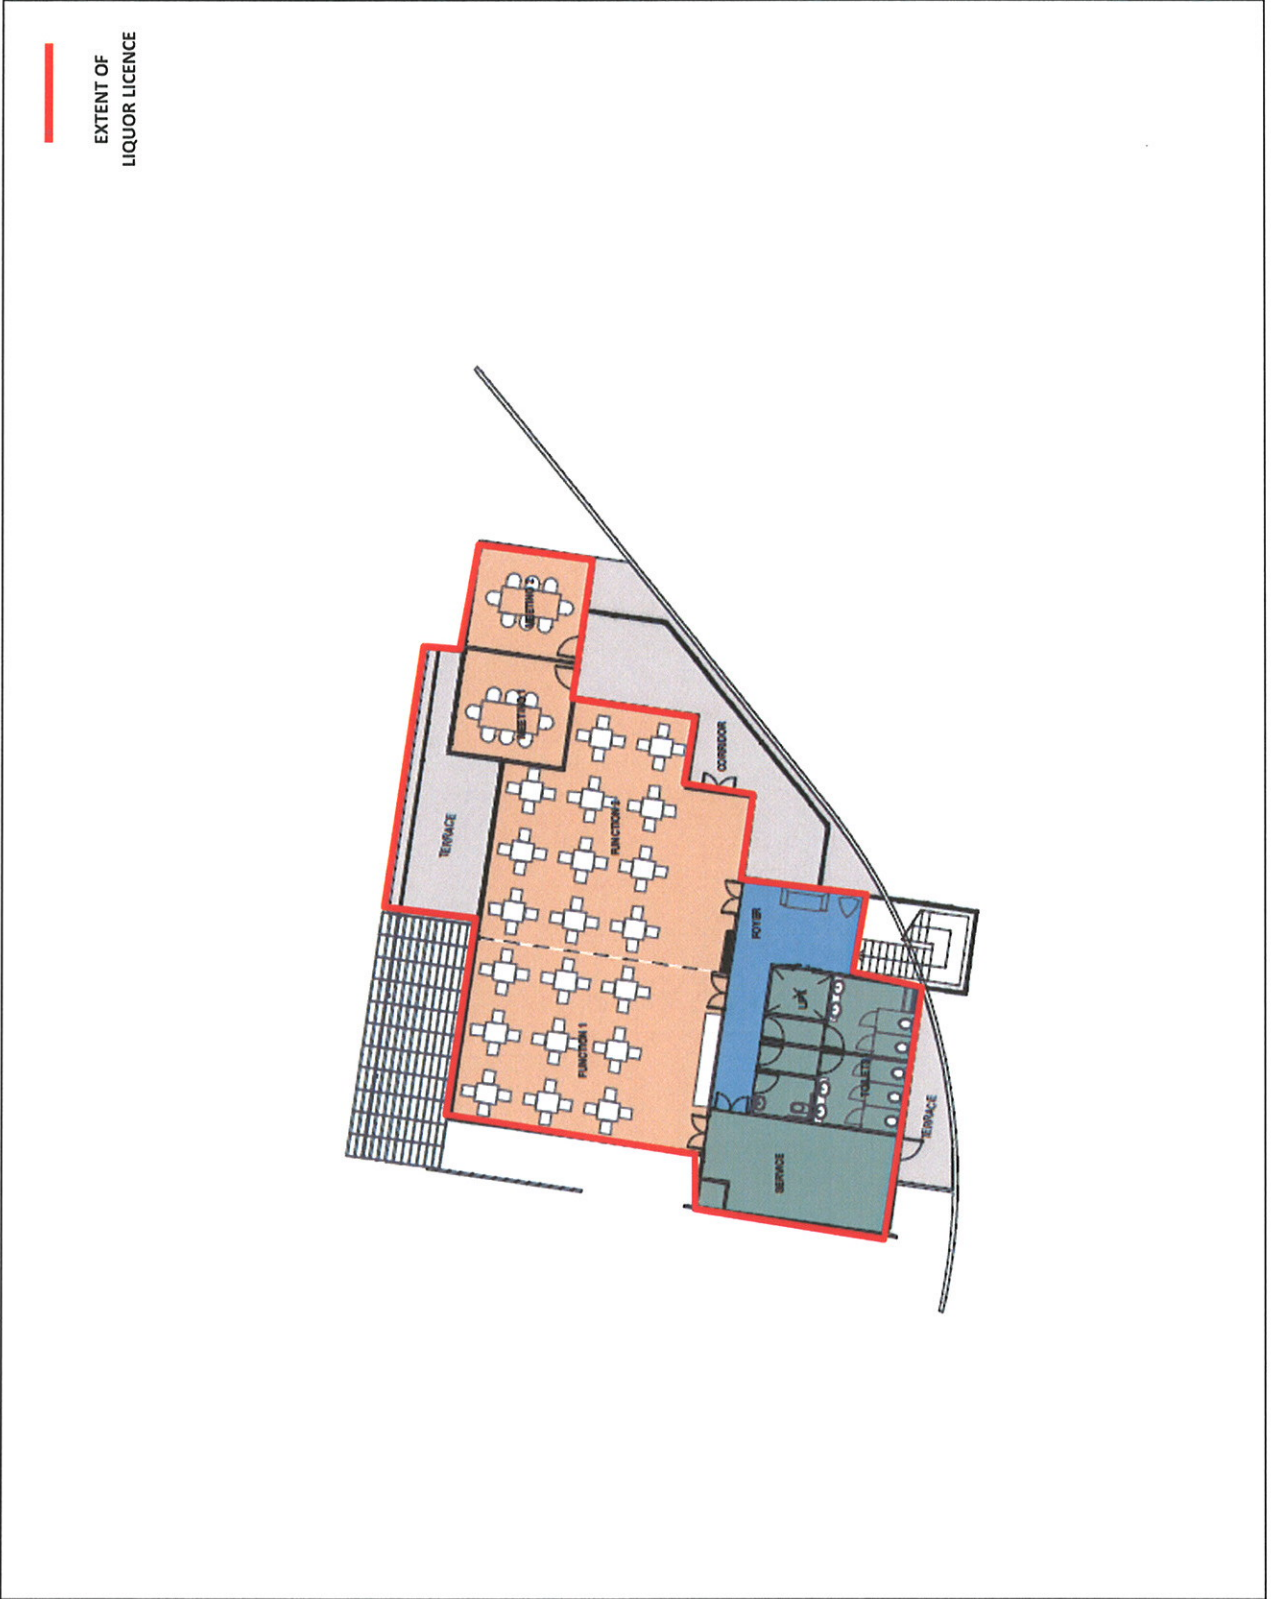 EXTENT OF
LIQUOR LICENCE
MEETING 2
MEETING 1
TERRACE
CORRIDOR
FUNCTION 2
FOYER
LIFT
FUNCTION 1
TOILETS
TERRACE
SERVICE